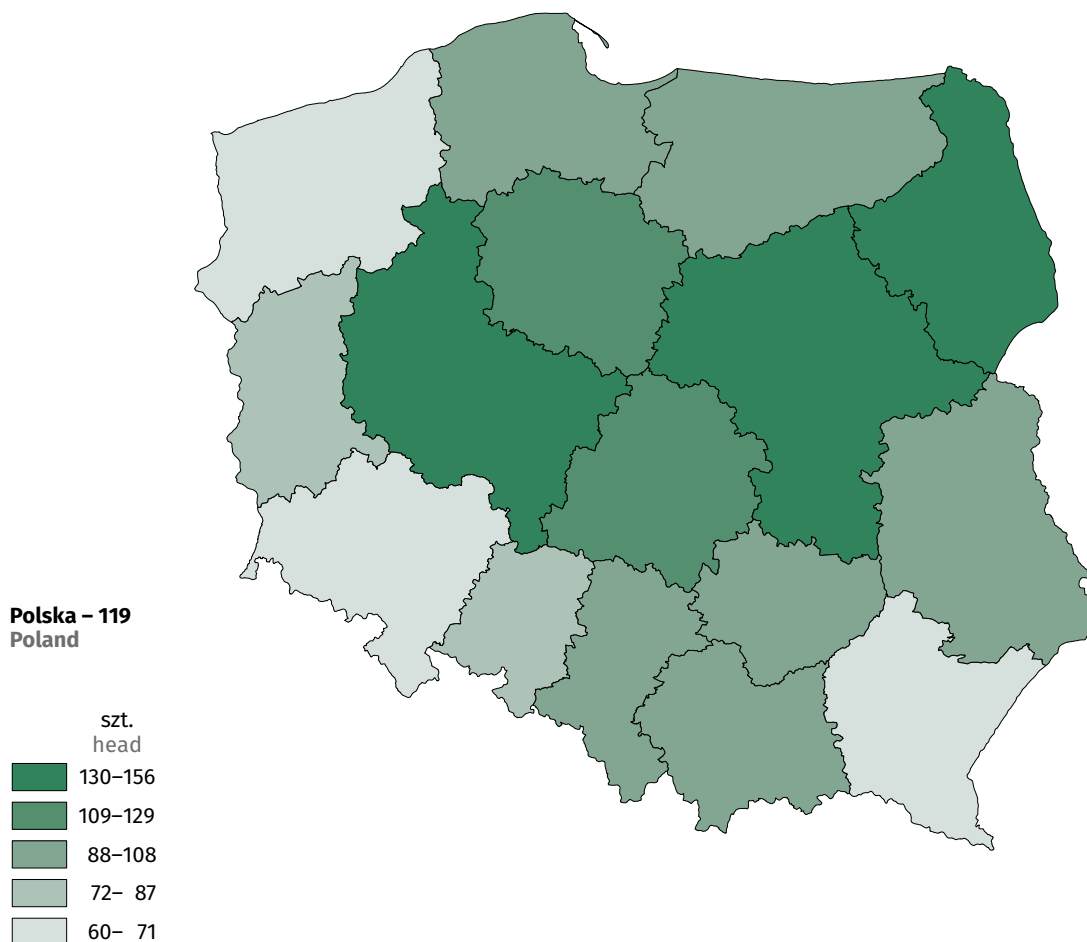 Polska – 119
Poland
szt.
head
130–156
109–129
88–108
72– 87
60– 71